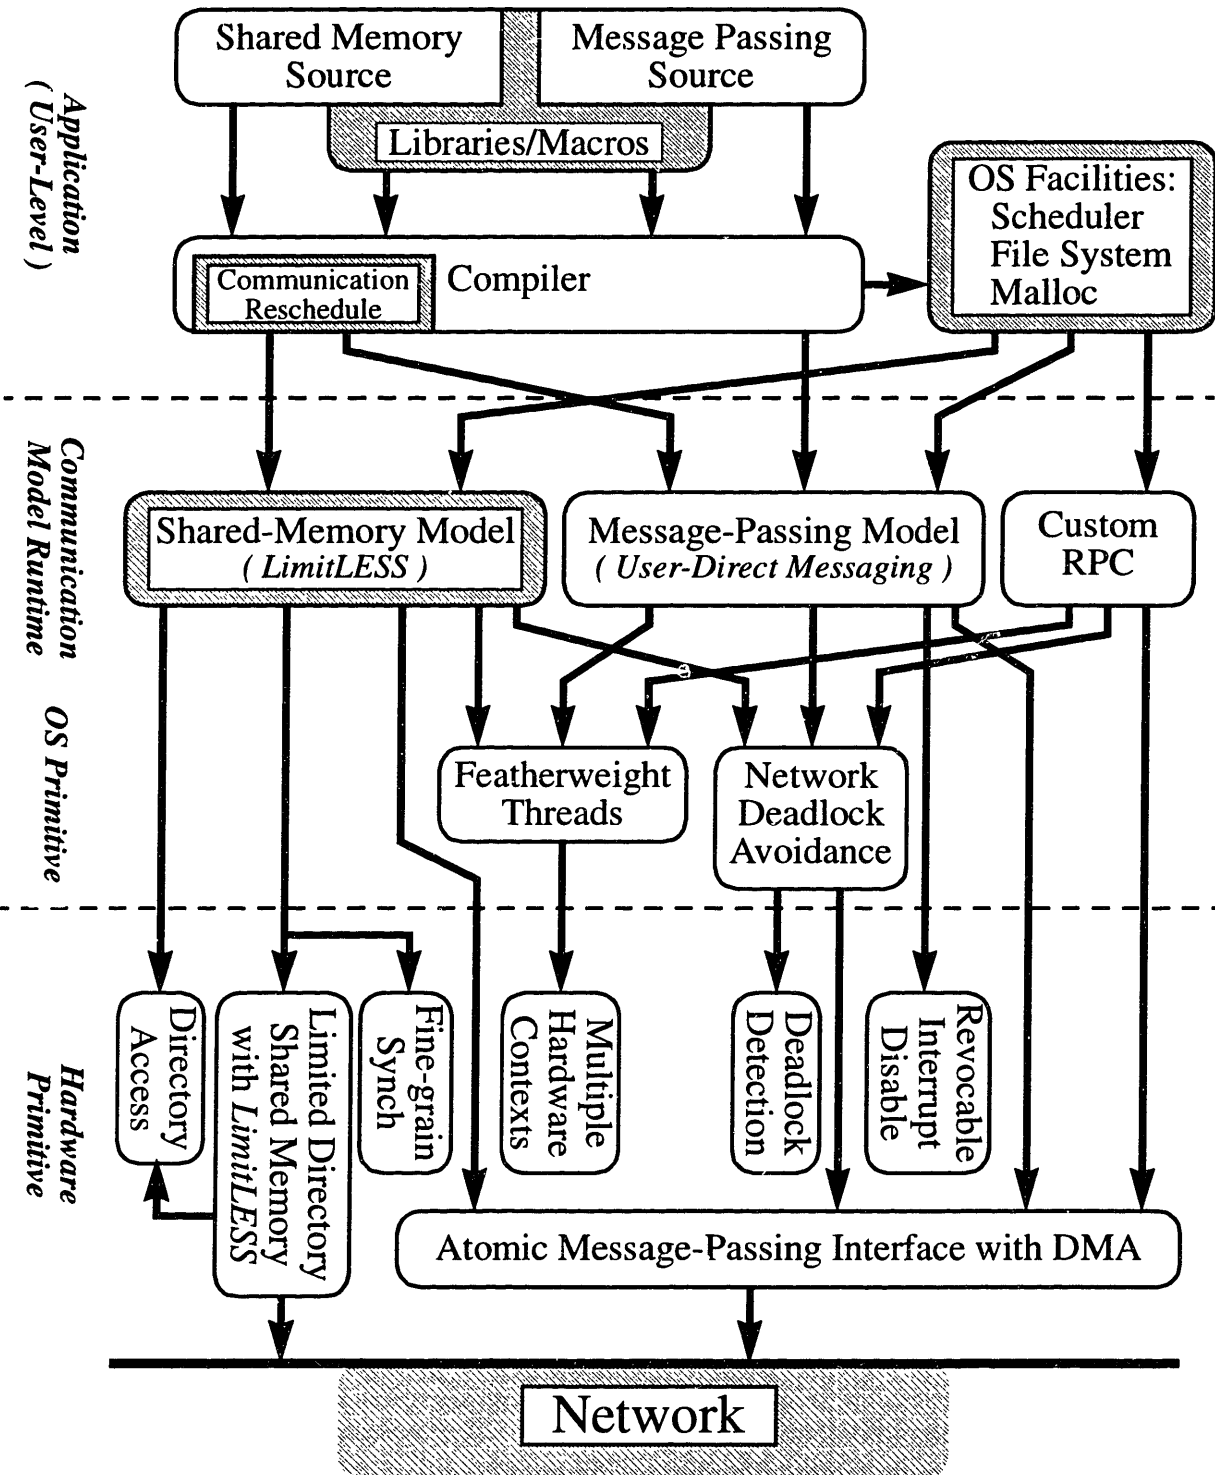 Shared Memory
Source
Message Passing
Source
Libraries/Macros
Application
( User-Level )
OS Facilities:
Scheduler
File System
Malloc
Communication
Reschedule
Compiler
Communication
Model Runtime
Shared-Memory Model
( LimitLESS )
Message-Passing Model
( User-Direct Messaging )
Custom
RPC
OS Primitive
Featherweight
Threads
Network
Deadlock
Avoidance
Hardware
Primitive
Directory
Access
Limited Directory
Shared Memory
with LimitLESS
Fine-grain
Synch
Multiple
Hardware
Contexts
Deadlock
Detection
Revocable
Interrupt
Disable
Atomic Message-Passing Interface with DMA
Network